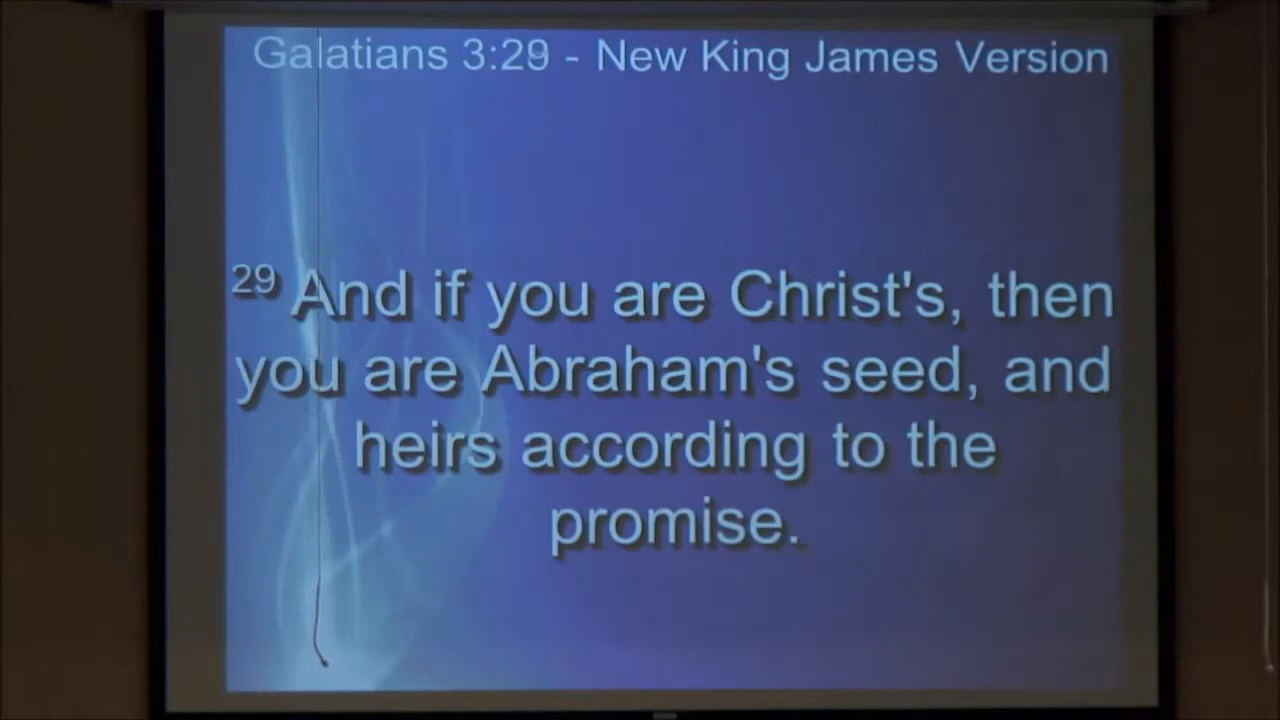 Galatians 3:29 - New King James Version
29 And if you are Christ's, then
you are Abraham's seed, and
heirs according to the
promise.